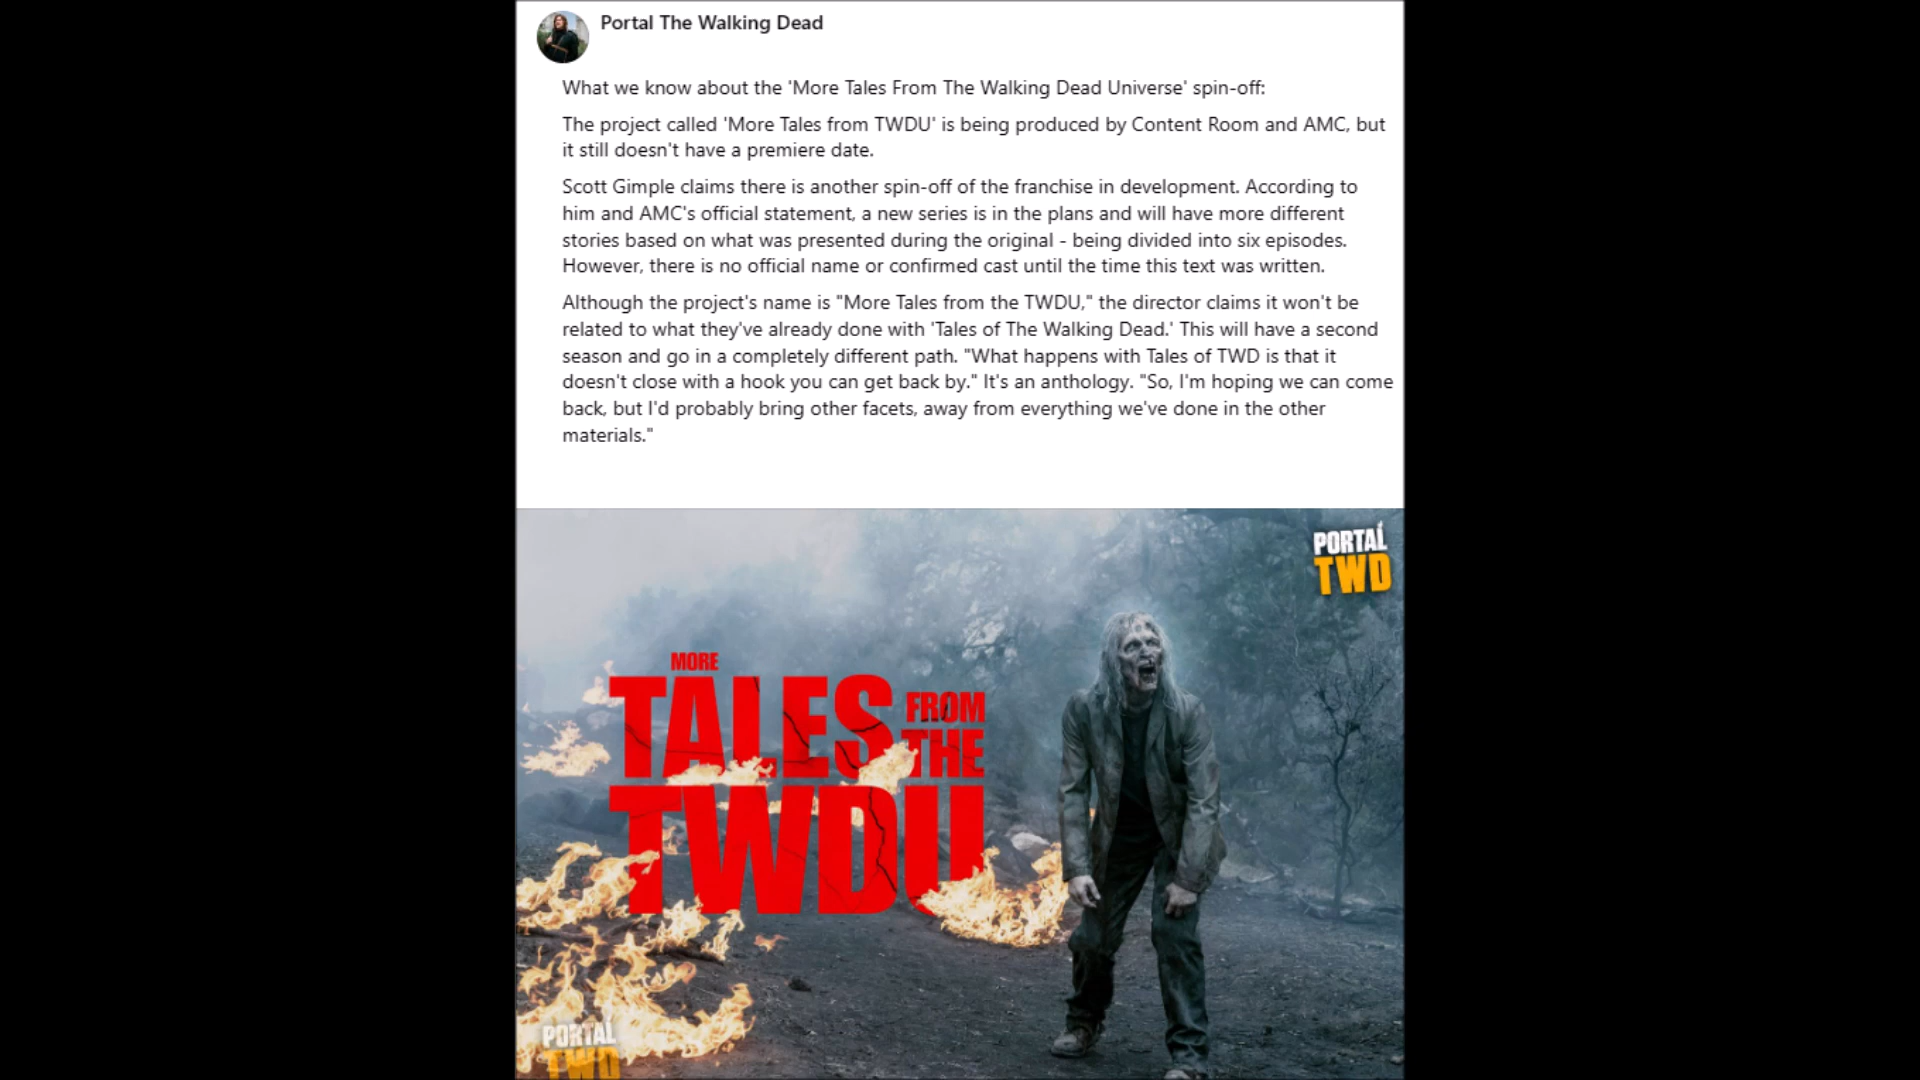 Portal The Walking Dead
What we know about the 'More Tales From The Walking Dead Universe' spin-off:
The project called 'More Tales from TWDU' is being produced by Content Room and AMC, but
it still doesn't have a premiere date.
Scott Gimple claims there is another spin-off of the franchise in development. According to
him and AMC's official statement, a new series is in the plans and will have more different
stories based on what was presented during the original - being divided into six episodes.
However, there is no official name or confirmed cast until the time this text was written.
Although the project's name is "More Tales from the TWDU," the director claims it won't be
related to what they've already done with 'Tales of The Walking Dead.' This will have a second
season and go in a completely different path. "What happens with Tales of TWD is that it
doesn't close with a hook you can get back by." It's an anthology. "So, I'm hoping we can come
back, but I'd probably bring other facets, away from everything we've done in the other
materials."
PORTAL
TWD
MORE
TALES FROM
THE
TWDU
PORTAL
TWD